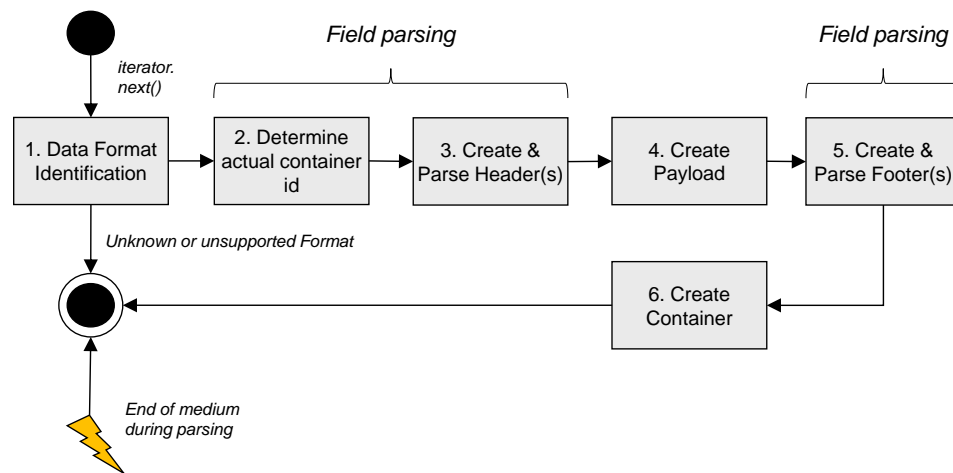 Field parsing
Field parsing
iterator.
next()
1. Data Format
Identification
2. Determine
actual container
id
3. Create &
Parse Header(s)
4. Create
Payload
5. Create &
Parse Footer(s)
Unknown or unsupported Format
6. Create
Container
End of medium
during parsing